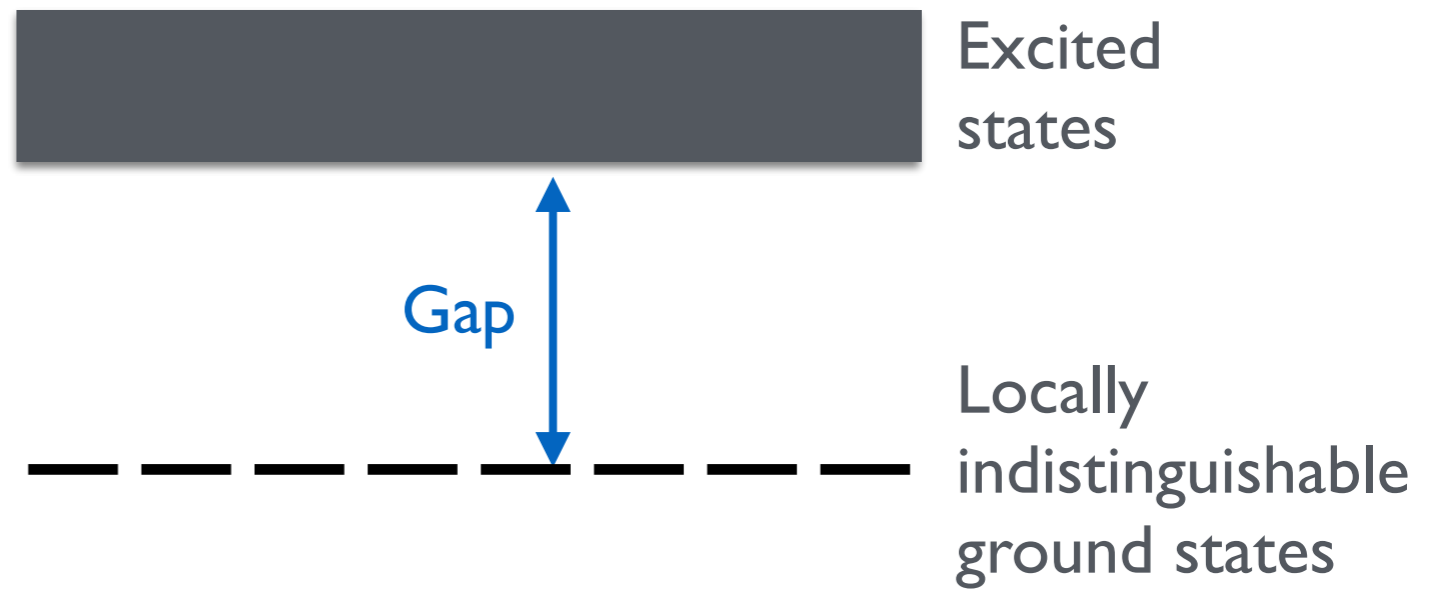 Excited
states
Gap
Locally
indistinguishable
ground states